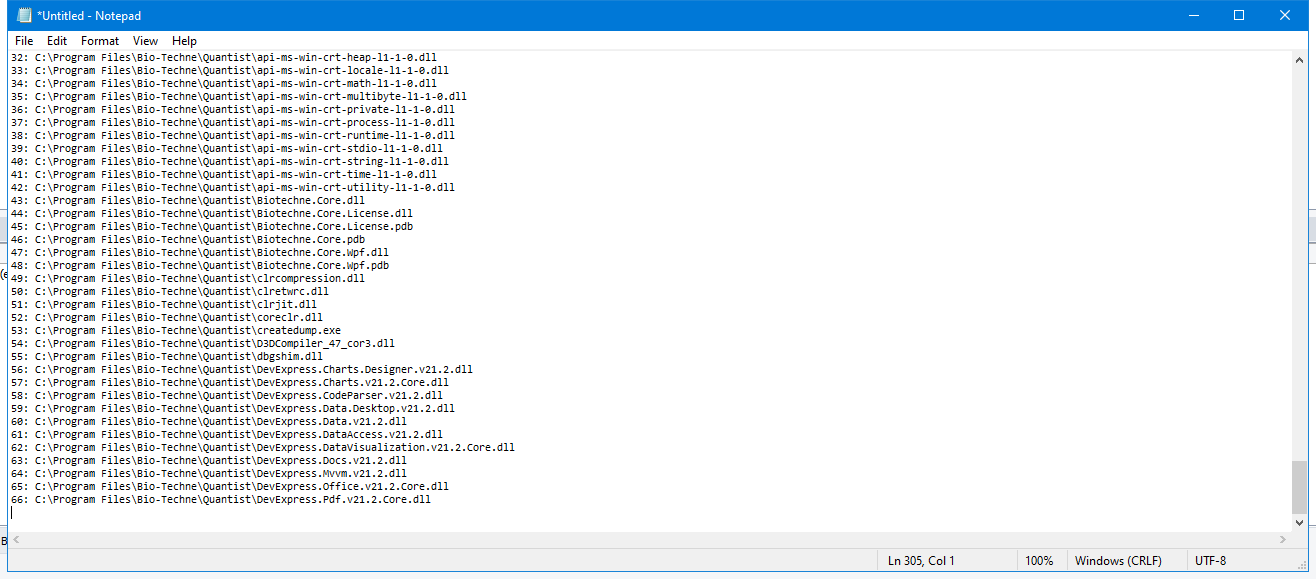 *Untitled - Notepad
File Edit Format View Help
32: C:\Program Files\Bio-Techne\Quantist\api-ms-win-crt-heap-l1-1-0.dll
33: C:\Program Files\Bio-Techne\Quantist\api-ms-win-crt-locale-l1-1-0.dll
34: C:\Program Files\Bio-Techne\Quantist\api-ms-win-crt-math-l1-1-0.dll
35: C:\Program Files\Bio-Techne\Quantist\api-ms-win-crt-multibyte-l1-1-0.dll
36: C:\Program Files\Bio-Techne\Quantist\api-ms-win-crt-private-l1-1-0.dll
37: C:\Program Files\Bio-Techne\Quantist\api-ms-win-crt-process-l1-1-0.dll
38: C:\Program Files\Bio-Techne\Quantist\api-ms-win-crt-runtime-l1-1-0.dll
39: C:\Program Files\Bio-Techne\Quantist\api-ms-win-crt-stdio-l1-1-0.dll
40: C:\Program Files\Bio-Techne\Quantist\api-ms-win-crt-string-l1-1-0.dll
41: C:\Program Files\Bio-Techne\Quantist\api-ms-win-crt-time-l1-1-0.dll
42: C:\Program Files\Bio-Techne\Quantist\api-ms-win-crt-utility-l1-1-0.dll
43: C:\Program Files\Bio-Techne\Quantist\Biotechne.Core.dll
44: C:\Program Files\Bio-Techne\Quantist\Biotechne.Core.License.dll
45: C:\Program Files\Bio-Techne\Quantist\Biotechne.Core.License.pdb
46: C:\Program Files\Bio-Techne\Quantist\Biotechne.Core.pdb
47: C:\Program Files\Bio-Techne\Quantist\Biotechne.Core.Wpf.dll
48: C:\Program Files\Bio-Techne\Quantist\Biotechne.Core.Wpf.pdb
(e 49: C:\Program Files\Bio-Techne\Quantist\clrcompression.dll
50: C:\Program Files\Bio-Techne\Quantist\clretwrc.dll
51: C:\Program Files\Bio-Techne\Quantist\clrjit.dll
52: C:\Program Files\Bio-Techne\Quantist\coreclr.dll
53: C:\Program Files\Bio-Techne\Quantist\createdump.exe
54: C:\Program Files\Bio-Techne\Quantist\D3DCompiler_47_cor3.dll
55: C:\Program Files\Bio-Techne\Quantist\dbgshim.dll
56: C:\Program Files\Bio-Techne\Quantist\DevExpress.Charts.Designer.v21.2.dll
57: C:\Program Files\Bio-Techne\Quantist\DevExpress.Charts.v21.2.Core.dll
58: C:\Program Files\Bio-Techne\Quantist\DevExpress.CodeParser.v21.2.dll
59: C:\Program Files\Bio-Techne\Quantist\DevExpress.Data.Desktop.v21.2.dll
60: C:\Program Files\Bio-Techne\Quantist\DevExpress.Data.v21.2.dll
61: C:\Program Files\Bio-Techne\Quantist\DevExpress.DataAccess.v21.2.dll
62: C:\Program Files\Bio-Techne\Quantist\DevExpress.DataVisualization.v21.2.Core.dll
63: C:\Program Files\Bio-Techne\Quantist\DevExpress.Docs.v21.2.dll
64: C:\Program Files\Bio-Techne\Quantist\DevExpress.Mvvm.v21.2.dll
65: C:\Program Files\Bio-Techne\Quantist\DevExpress.Office.v21.2.Core.dll
66: C:\Program Files\Bio-Techne\Quantist\DevExpress.Pdf.v21.2.Core.dll
B
Ln 305, Col 1 100% Windows (CRLF) UTF-8